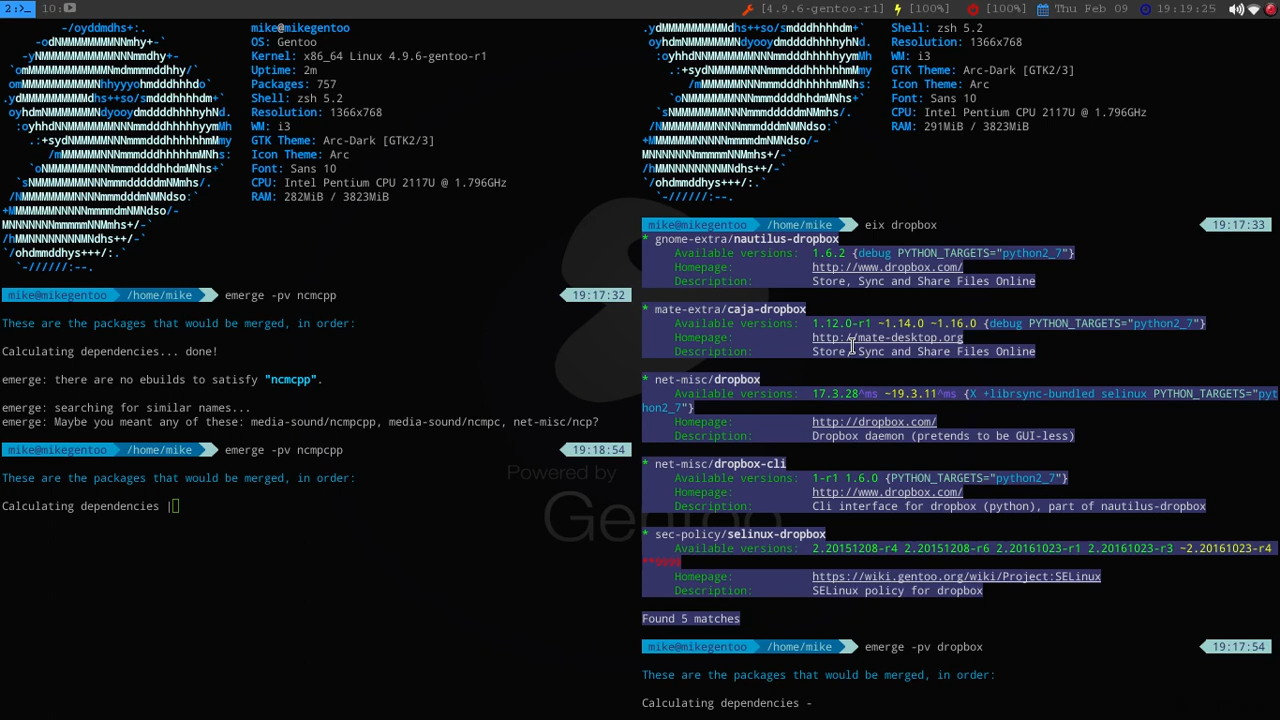 2:>_ 10:
[4.9.6-gentoo-r1] [100%] [100%] Thu Feb 09 19:19:25
mike@mikegentoo
OS: Gentoo
Kernel: x86_64 Linux 4.9.6-gentoo-r1
Uptime: 2m
Packages: 757
Shell: zsh 5.2
Resolution: 1366x768
WM: i3
GTK Theme: Arc-Dark [GTK2/3]
Icon Theme: Arc
Font: Sans 10
CPU: Intel Pentium CPU 2117U @ 1.796GHz
RAM: 282MiB / 3823MiB
mike@mikegentoo /home/mike emerge -pv ncmcpp 19:17:32
These are the packages that would be merged, in order:
Calculating dependencies... done!
emerge: there are no ebuilds to satisfy "ncmcpp".
emerge: searching for similar names...
emerge: Maybe you meant any of these: media-sound/ncmpcpp, media-sound/ncmpc, net-misc/ncp?
mike@mikegentoo /home/mike emerge -pv ncmpcpp 19:18:54
These are the packages that would be merged, in order:
Calculating dependencies |
Shell: zsh 5.2
Resolution: 1366x768
WM: i3
GTK Theme: Arc-Dark [GTK2/3]
Icon Theme: Arc
Font: Sans 10
CPU: Intel Pentium CPU 2117U @ 1.796GHz
RAM: 291MiB / 3823MiB
mike@mikegentoo /home/mike eix dropbox 19:17:33
* gnome-extra/nautilus-dropbox
Available versions: 1.6.2 {debug PYTHON_TARGETS="python2_7"}
Homepage: http://www.dropbox.com/
Description: Store, Sync and Share Files Online
* mate-extra/caja-dropbox
Available versions: 1.12.0-r1 ~1.14.0 ~1.16.0 {debug PYTHON_TARGETS="python2_7"}
Homepage: http://mate-desktop.org
Description: Store, Sync and Share Files Online
* net-misc/dropbox
Available versions: 17.3.28^ms ~19.3.11^ms {X +librsync-bundled selinux PYTHON_TARGETS="pyt
hon2_7"}
Homepage: http://dropbox.com/
Description: Dropbox daemon (pretends to be GUI-less)
* net-misc/dropbox-cli
Available versions: 1-r1 1.6.0 {PYTHON_TARGETS="python2_7"}
Homepage: http://www.dropbox.com/
Description: Cli interface for dropbox (python), part of nautilus-dropbox
* sec-policy/selinux-dropbox
Available versions: 2.20151208-r4 2.20151208-r6 2.20161023-r1 2.20161023-r3 ~2.20161023-r4
**9999
Homepage: https://wiki.gentoo.org/wiki/Project:SELinux
Description: SELinux policy for dropbox
Found 5 matches
mike@mikegentoo /home/mike emerge -pv dropbox 19:17:54
These are the packages that would be merged, in order:
Calculating dependencies -
Powered by
Gentoo